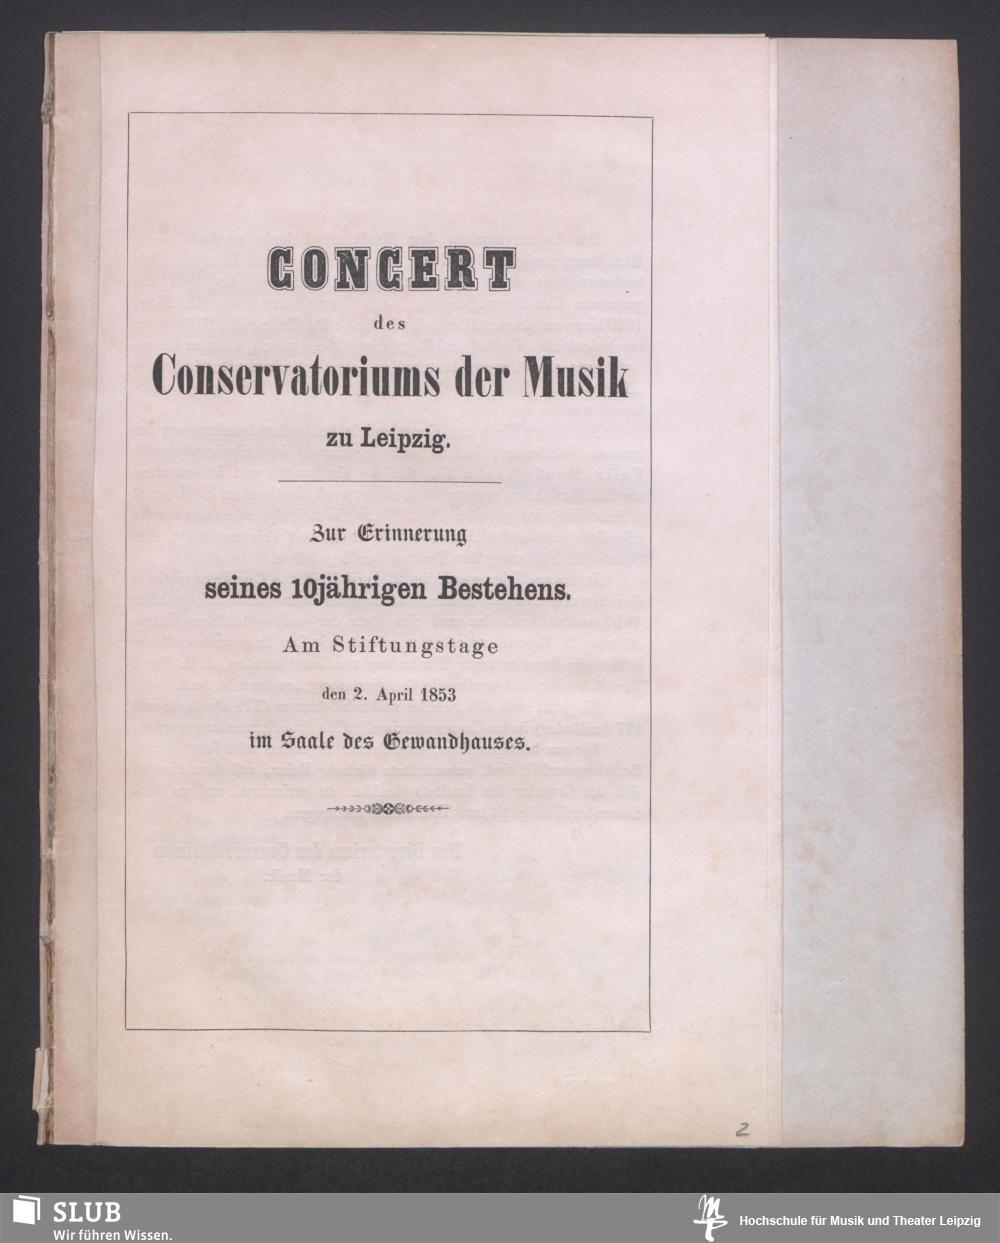 CONCERT
des
Conservatoriums der Musik
zu Leipzig.
Zur Erinnerung
seines 10jährigen Bestehens.
Am Stiftungstage
den 2. April 1853
im Saale des Gewandhauses.
2
SLUB
Wir führen Wissen.
Hochschule für Musik und Theater Leipzig